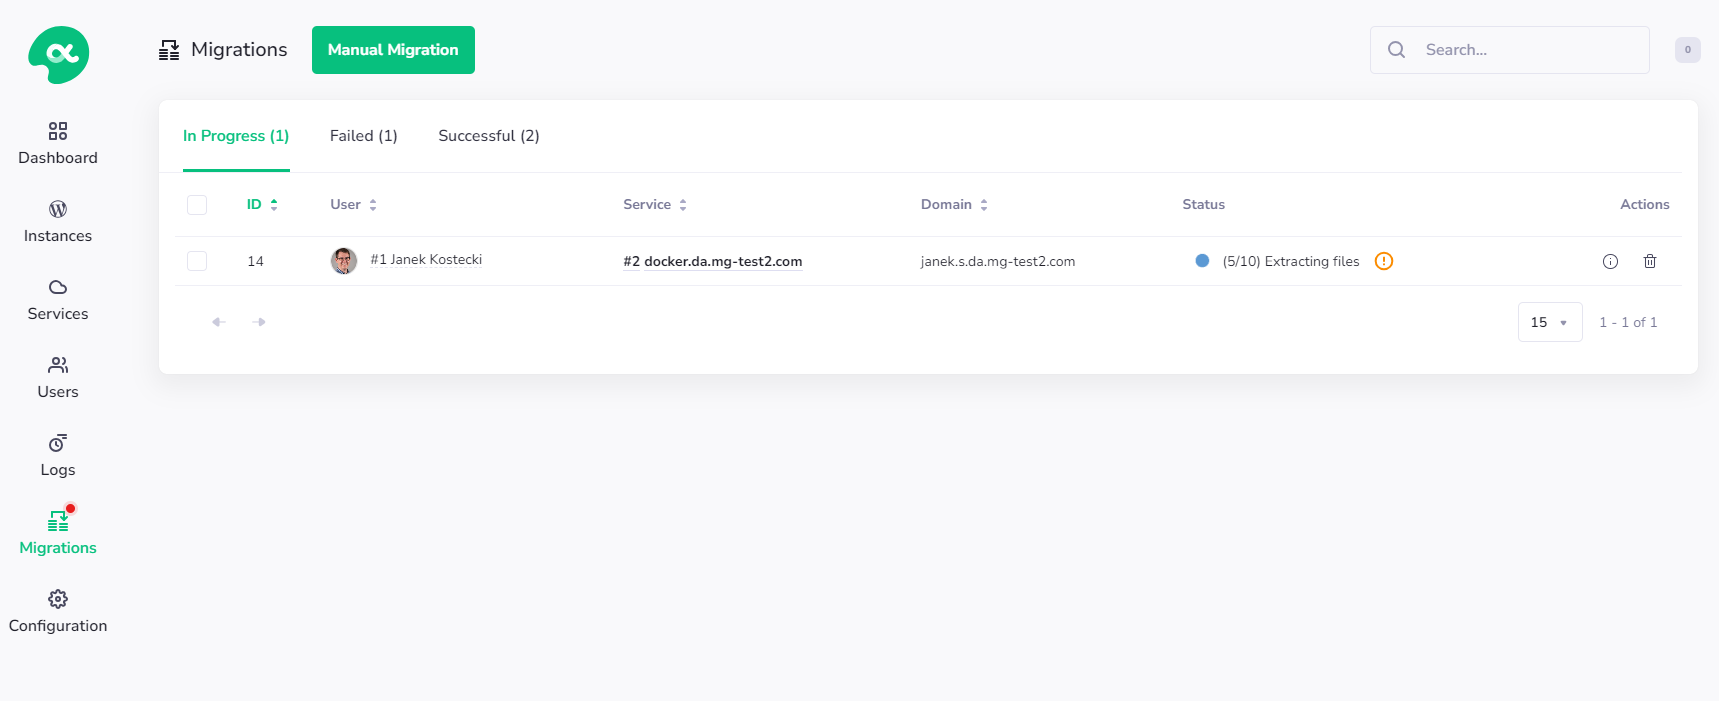 Migrations
Manual Migration
Search...
0
Dashboard
Instances
Services
Users
Logs
Migrations
Configuration
In Progress (1) Failed (1) Successful (2)
ID User Service Domain Status Actions
14 #1 Janek Kostecki #2 docker.da.mg-test2.com janek.s.da.mg-test2.com (5/10) Extracting files
15 1 - 1 of 1